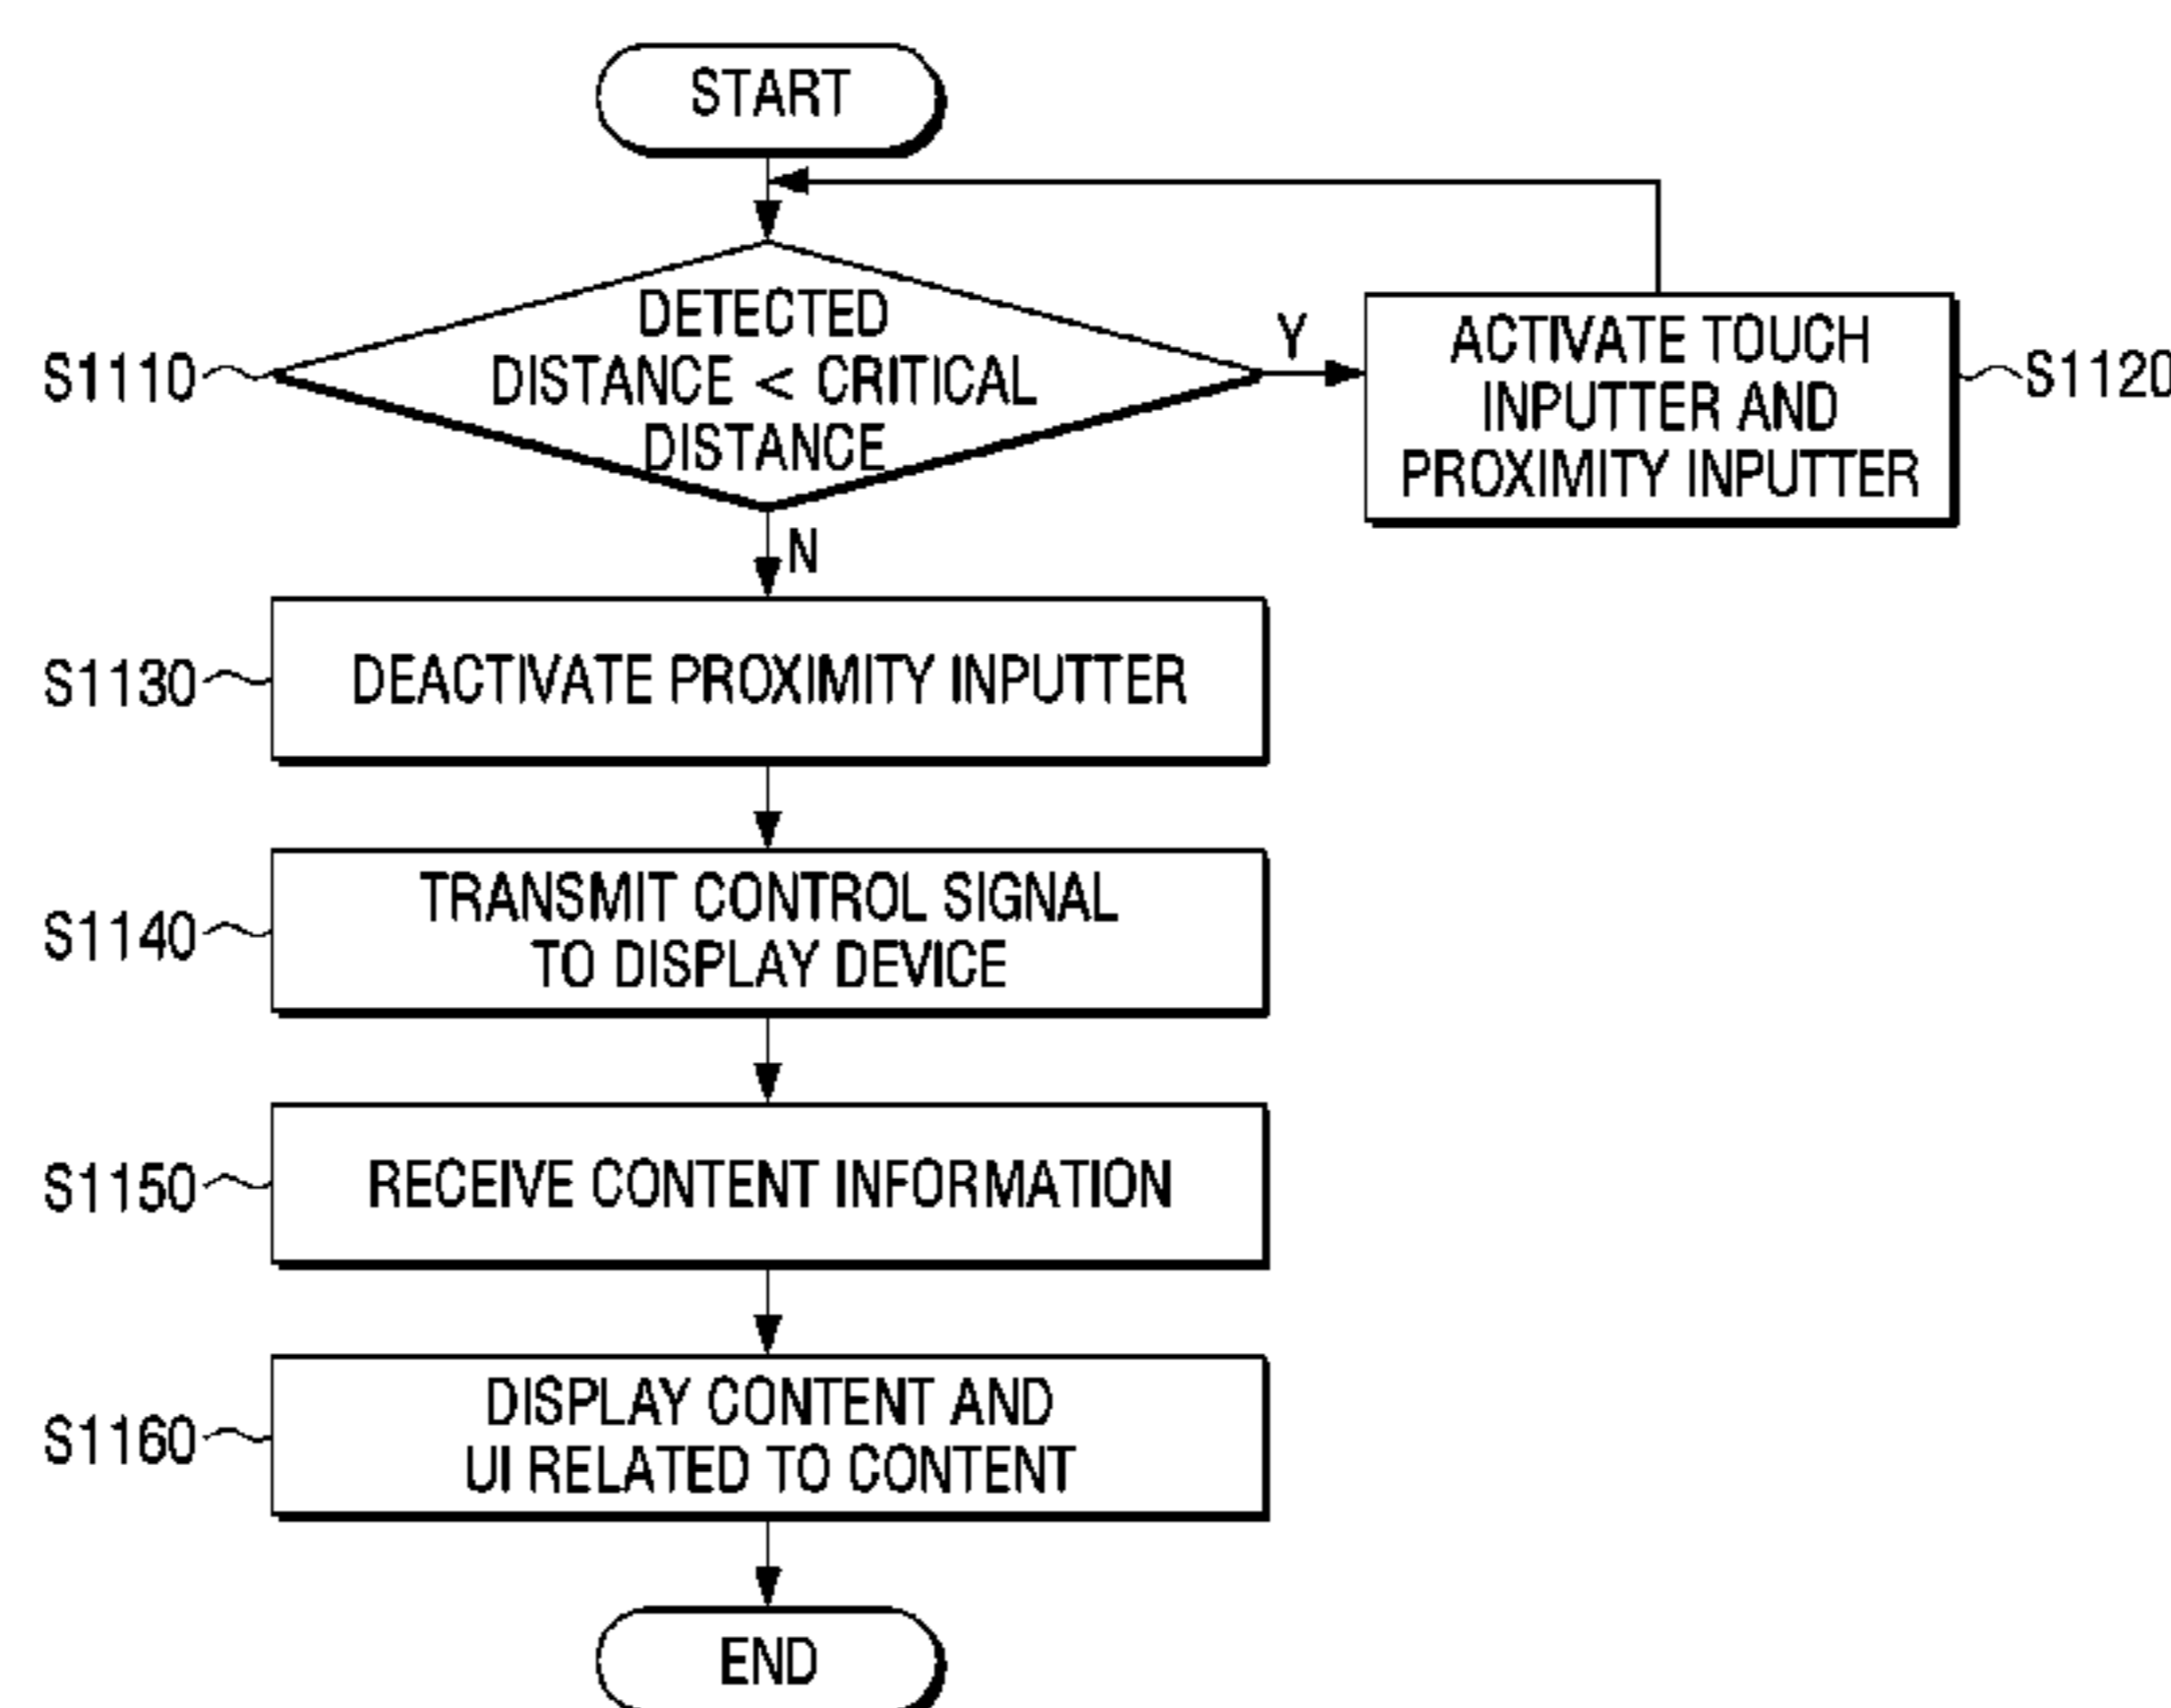 START
DETECTED
DISTANCE < CRITICAL
DISTANCE
S1110
Y
ACTIVATE TOUCH
INPUTTER AND
PROXIMITY INPUTTER
S1120
N
S1130
DEACTIVATE PROXIMITY INPUTTER
S1140
TRANSMIT CONTROL SIGNAL
TO DISPLAY DEVICE
S1150
RECEIVE CONTENT INFORMATION
S1160
DISPLAY CONTENT AND
UI RELATED TO CONTENT
END